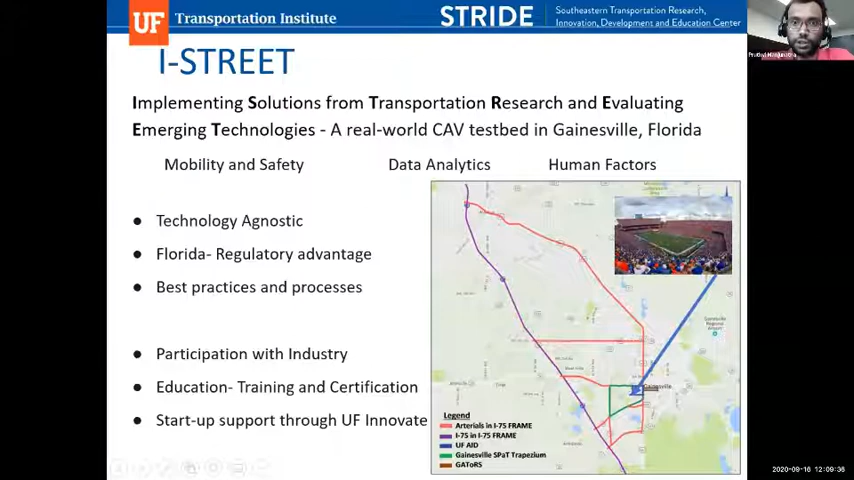 UF Transportation Institute
STRIDE Southeastern Transportation Research,
Innovation, Development and Education Center
I-STREET
Implementing Solutions from Transportation Research and Evaluating
Emerging Technologies - A real-world CAV testbed in Gainesville, Florida
Mobility and Safety Data Analytics Human Factors
● Technology Agnostic
● Florida- Regulatory advantage
● Best practices and processes
● Participation with Industry
● Education- Training and Certification
● Start-up support through UF Innovate
Gainesville
Legend
Arterials in I-75 FRAME
I-75 in I-75 FRAME
UF AID
Gainesville SPaT Trapezium
GAToRS
2020-09-16 12:09:36